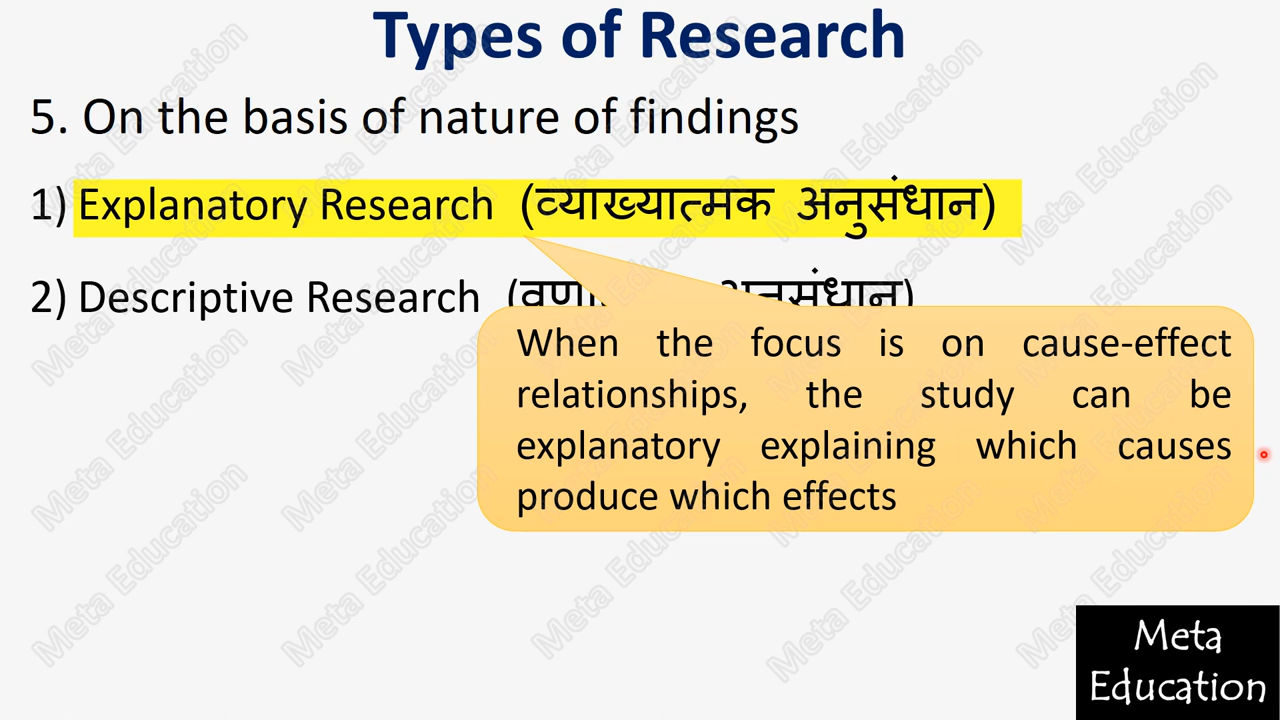 Types of Research
5. On the basis of nature of findings
1) Explanatory Research (व्याख्यात्मक अनुसंधान)
2) Descriptive Research ( अनुसंधान)
When the focus is on cause-effect
relationships, the study can be
explanatory explaining which causes
produce which effects
Meta
Education